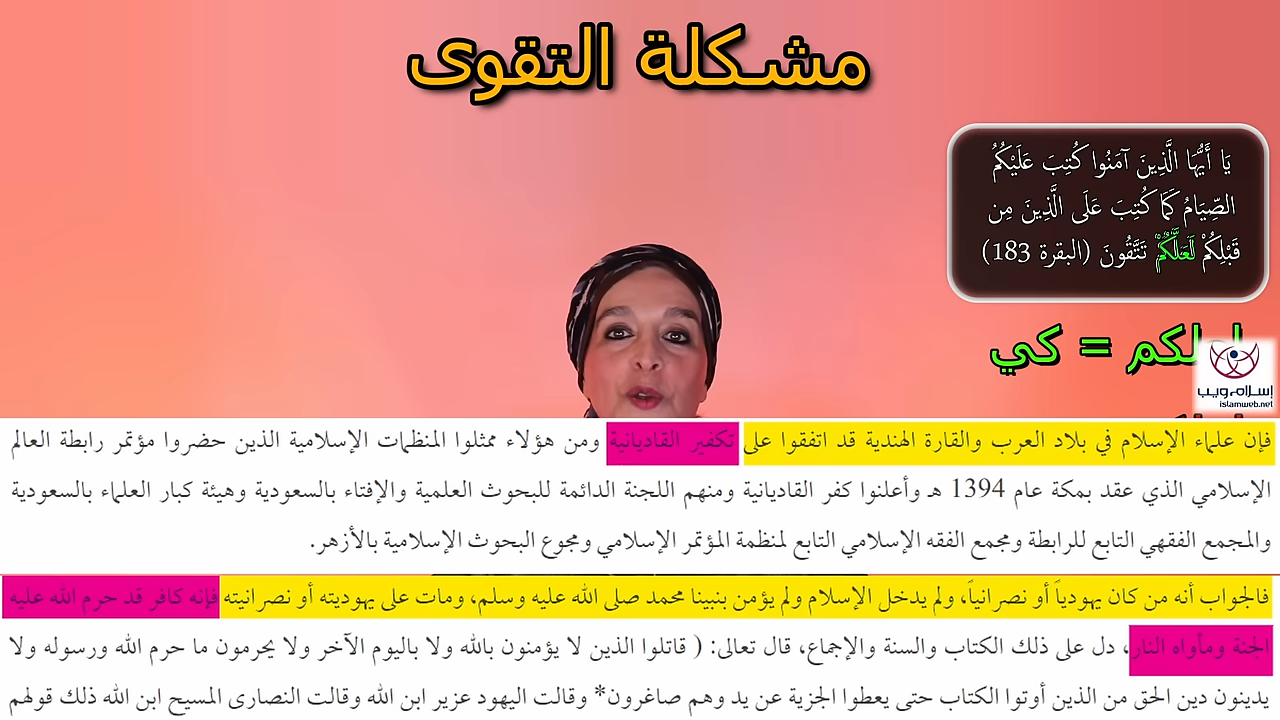 مشكلة التقوى
يَا أَيُّهَا الَّذِينَ آمَنُوا كُتِبَ عَلَيْكُمُ
الصِّيَامُ كَمَا كُتِبَ عَلَى الَّذِينَ مِن
قَبْلِكُمْ لَعَلَّكُمْ تَتَّقُونَ (البقرة 183)
= كي
إسلام ويب
islamweb.net
فإن علماء الإسلام في بلاد العرب والقارة الهندية قد اتفقوا على تكفير القاديانية ومن هؤلاء ممثلوا المنظمات الإسلامية الذين حضروا مؤتمر رابطة العالم
الإسلامي الذي عقد بمكة عام 1394 هـ وأعلنوا كفر القاديانية ومنهم اللجنة الدائمة للبحوث العلمية والإفتاء بالسعودية وهيئة كبار العلماء بالسعودية
والمجمع الفقهي التابع للرابطة ومجمع الفقه الإسلامي التابع لمنظمة المؤتمر الإسلامي ومجوع البحوث الإسلامية بالأزهر.
فالجواب أنه من كان يهودياً أو نصرانياً، ولم يدخل الإسلام ولم يؤمن بنبينا محمد صلى الله عليه وسلم، ومات على يهوديته أو نصرانيته فإنه كافر قد حرم الله عليه
الجنة ومأواه النار، دل على ذلك الكتاب والسنة والإجماع، قال تعالى: ( قاتلوا الذين لا يؤمنون بالله ولا باليوم الآخر ولا يحرمون ما حرم الله ورسوله ولا
يدينون دين الحق من الذين أوتوا الكتاب حتى يعطوا الجزية عن يد وهم صاغرون* وقالت اليهود عزير ابن الله وقالت النصارى المسيح ابن الله ذلك قولهم